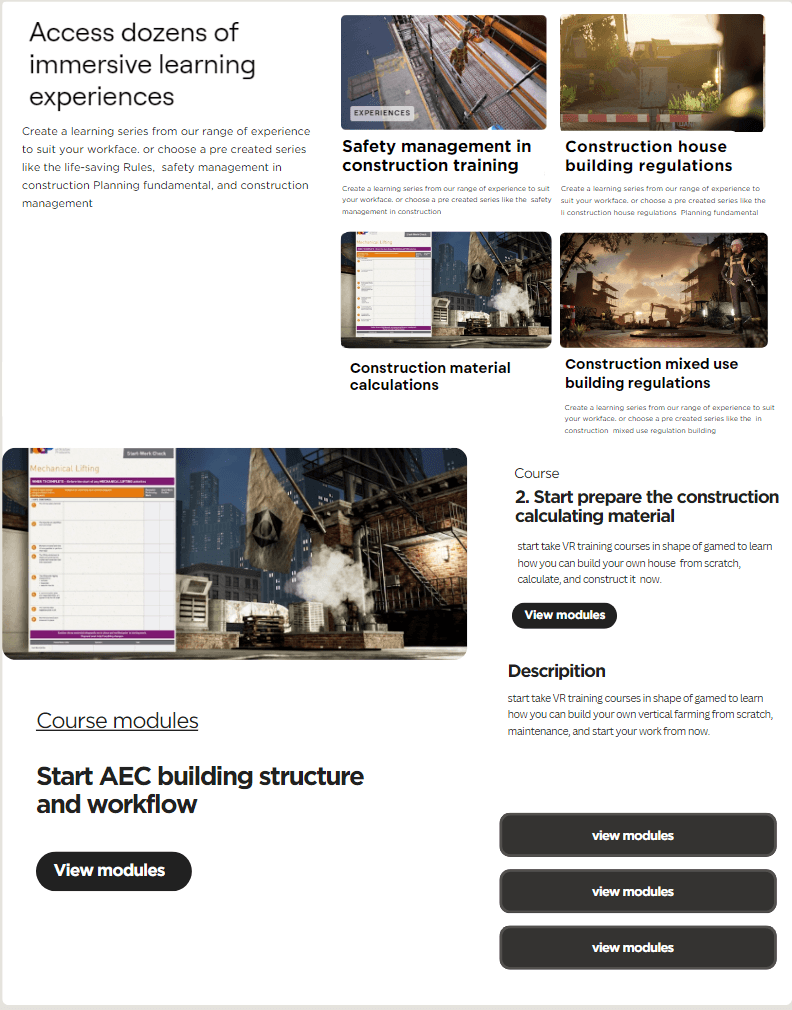 Access dozens of
immersive learning
experiences
Create a learning series from our range of experience
to suit your workface. or choose a pre created series
like the life-saving Rules,  safety management in
construction Planning fundamental, and construction
management
EXPERIENCES
Safety management in
construction training
Create a learning series from our range of experience to suit
your workface. or choose a pre created series like the  safety
management in construction
Construction house
building regulations
Create a learning series from our range of experience to
suit your workface. or choose a pre created series like the
li construction house regulations  Planning fundamental
Mechanical Lifting
Construction material
calculations
Construction mixed use
building regulations
Create a learning series from our range of experience to suit
your workface. or choose a pre created series like the  in
construction  mixed use regulation building
Start Work Check
Mechanical Lifting
Course
2. Start prepare the construction
calculating material
start take VR training courses in shape of gamed to learn
how you can build your own house  from scratch,
calculate, and construct it  now.
View modules
Descripition
start take VR training courses in shape of gamed to learn
how you can build your own vertical farming from scratch,
maintenance, and start your work from now.
Course modules
Start AEC building structure
and workflow
View modules
view modules
view modules
view modules